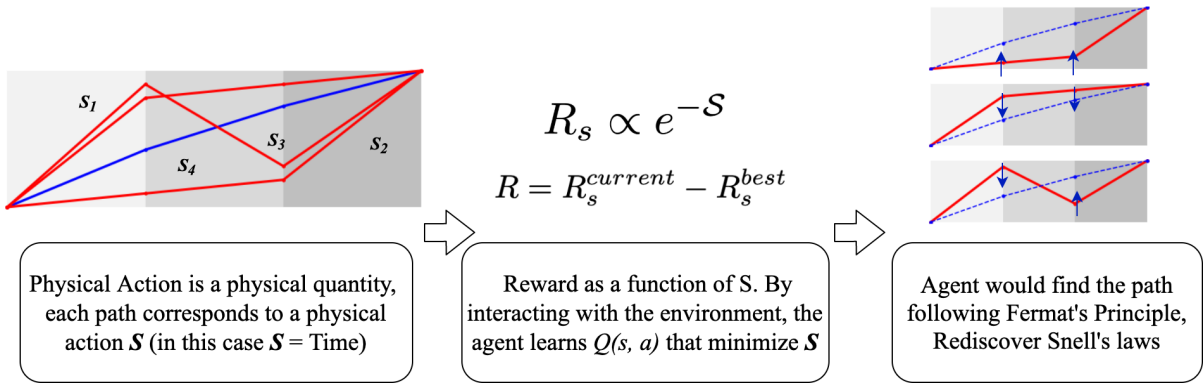 S1
S3
S2
S4
Physical Action is a physical quantity,
each path corresponds to a physical
action S (in this case S = Time)
R_s ∝ e^{-S}
R = R_s^{current} − R_s^{best}
Reward as a function of S. By
interacting with the environment, the
agent learns Q(s, a) that minimize S
Agent would find the path
following Fermat's Principle,
Rediscover Snell's laws